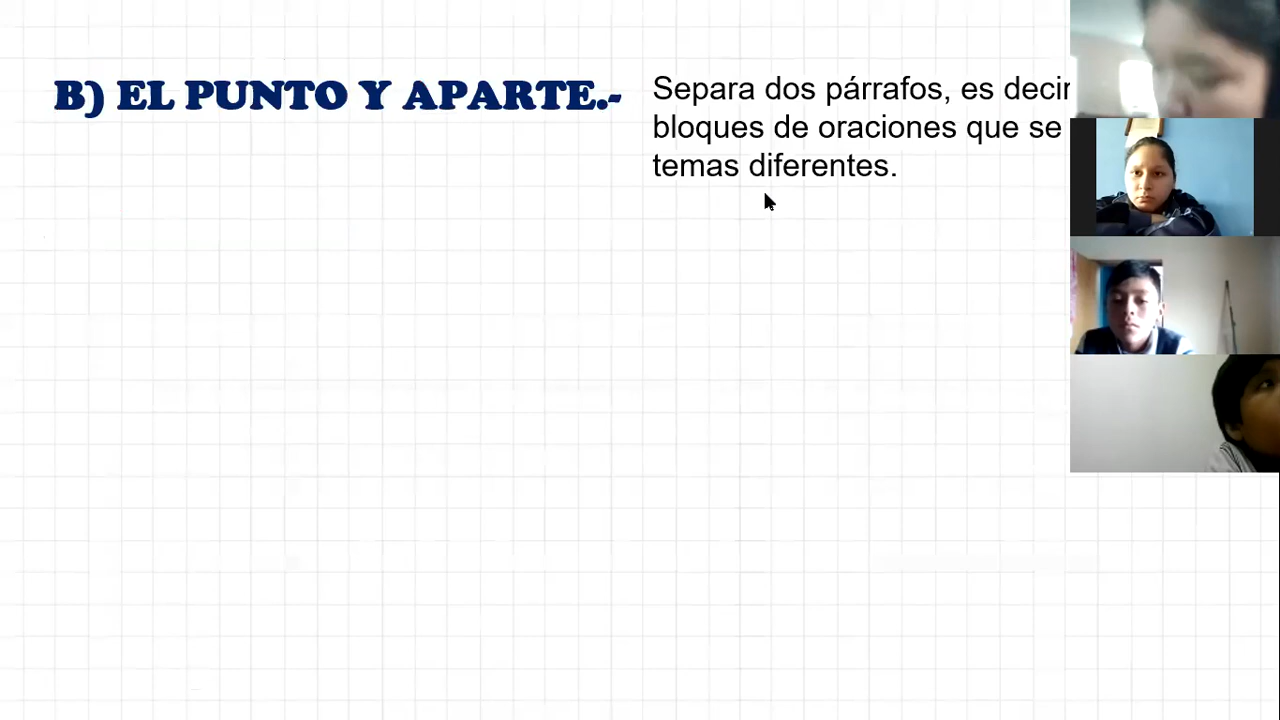 B) EL PUNTO Y APARTE.-
Separa dos párrafos, es decir
bloques de oraciones que se
temas diferentes.